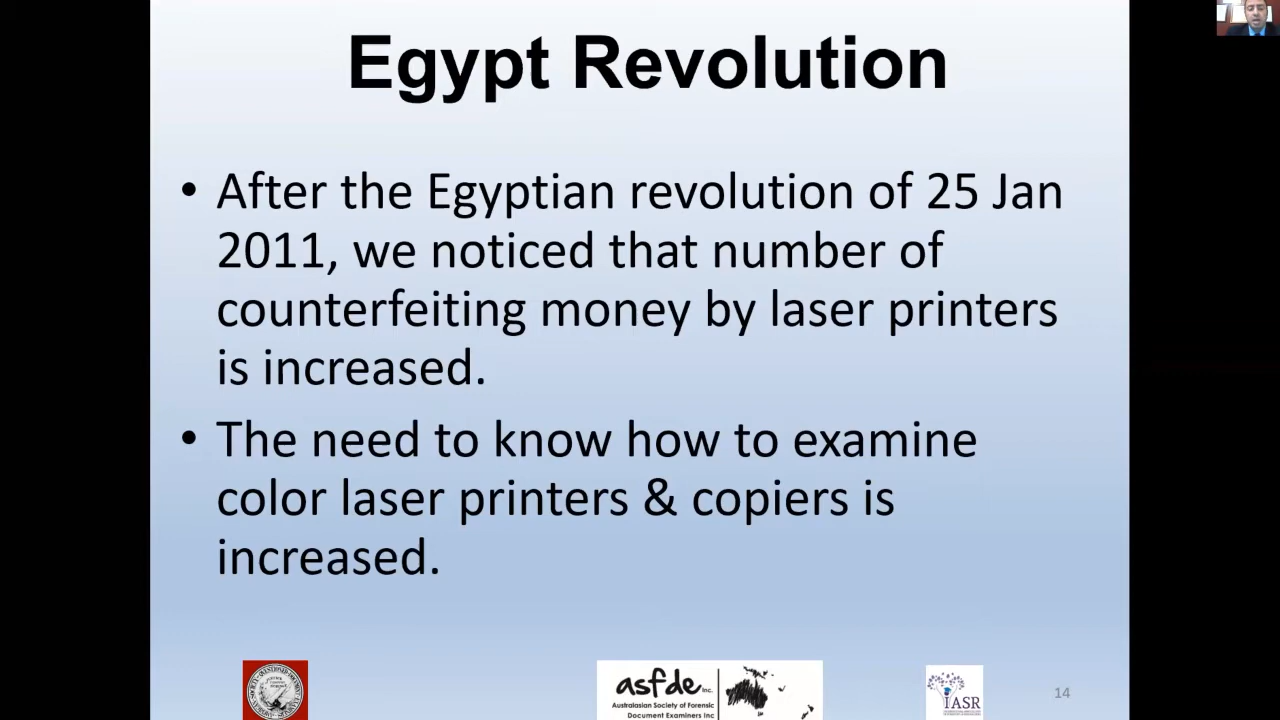 Egypt Revolution
• After the Egyptian revolution of 25 Jan
2011, we noticed that number of
counterfeiting money by laser printers
is increased.
• The need to know how to examine
color laser printers & copiers is
increased.
asfde Inc.
Australasian Society of Forensic
Document Examiners Inc
IASR
14